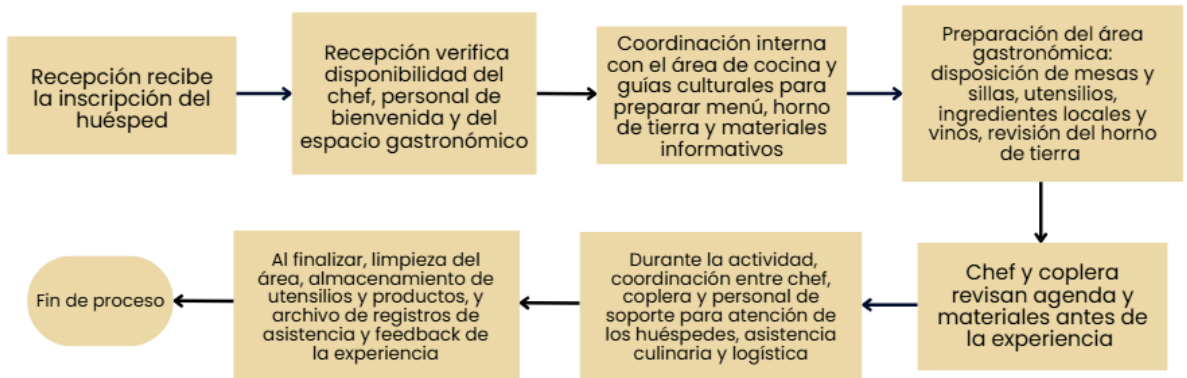 Recepción recibe
la inscripción del
huésped
Recepción verifica
disponibilidad del
chef, personal de
bienvenida y del
espacio gastronómico
Coordinación interna
con el área de cocina y
guías culturales para
preparar menú, horno
de tierra y materiales
informativos
Preparación del área
gastronómica:
disposición de mesas y
sillas, utensilios,
ingredientes locales y
vinos, revisión del horno
de tierra
Chef y coplera
revisan agenda y
materiales antes de
la experiencia
Durante la actividad,
coordinación entre chef,
coplera y personal de
soporte para atención de
los huéspedes, asistencia
culinaria y logística
Al finalizar, limpieza del
área, almacenamiento de
utensilios y productos, y
archivo de registros de
asistencia y feedback de
la experiencia
Fin de proceso